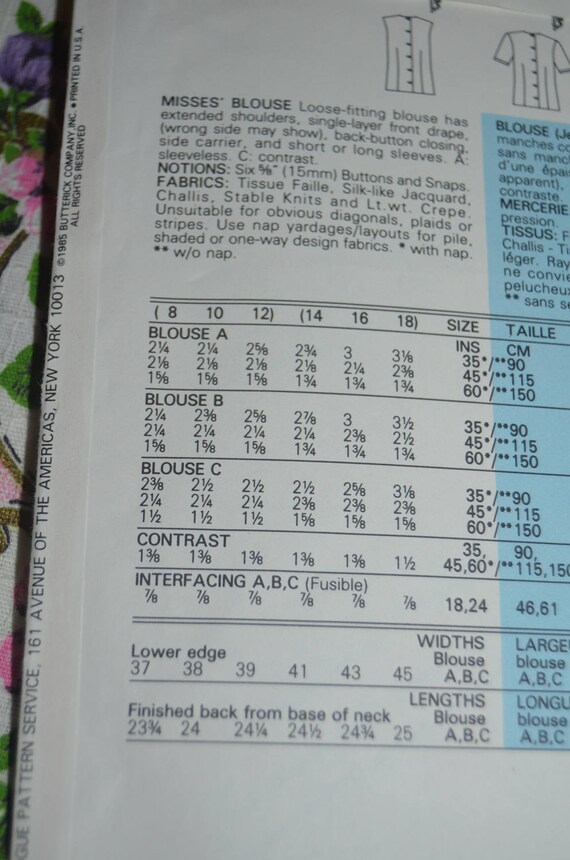 MISSES' BLOUSE Loose-fitting blouse has
extended shoulders, single-layer front drape,
(wrong side may show), back-button closing,
side carrier, and short or long sleeves. A:
sleeveless. C: contrast.
NOTIONS: Six ⅝" (15mm) Buttons and Snaps.
FABRICS: Tissue Faille, Silk-like Jacquard,
Challis, Stable Knits and Lt.wt. Crepe.
Unsuitable for obvious diagonals, plaids or
stripes. Use nap yardages/layouts for pile,
shaded or one-way design fabrics. * with nap.
** w/o nap.
( 8 10 12) (14 16 18) SIZE TAILLE
BLOUSE A INS CM
2¼ 2¼ 2⅝ 2¾ 3 3⅛ 35*/**90
2⅛ 2⅛ 2⅛ 2⅛ 2¼ 2⅜ 45*/**115
1⅝ 1⅝ 1⅝ 1¾ 1¾ 1¾ 60*/**150
BLOUSE B
2¼ 2⅜ 2⅝ 2⅞ 3 3½ 35*/**90
2¼ 2¼ 2¼ 2¼ 2⅜ 2½ 45*/**115
1⅝ 1⅝ 1⅝ 1¾ 1¾ 1¾ 60*/**150
BLOUSE C
2⅜ 2½ 2½ 2½ 2⅝ 3⅛ 35*/**90
2¼ 2¼ 2¼ 2⅜ 2⅜ 2⅜ 45*/**115
1½ 1½ 1½ 1⅝ 1⅝ 1⅝ 60*/**150
CONTRAST 35, 90,
1⅜ 1⅜ 1⅜ 1⅜ 1⅜ 1½ 45,60*/**115,150
INTERFACING A,B,C (Fusible)
⅞ ⅞ ⅞ ⅞ ⅞ ⅞ 18,24 46,61
WIDTHS
Lower edge Blouse blouse
37 38 39 41 43 45 A,B,C A,B,C
LENGTHS
Finished back from base of neck Blouse blouse
23¾ 24 24¼ 24½ 24¾ 25 A,B,C A,B,C
BLOUSE (Je
manches co
sans manch
d'une épai
apparent),
contraste.
MERCERIE
pression.
TISSUS: F
Challis - Ti
léger. Ray
ne convie
pelucheux
** sans se
LARGE
LONGU
©1985 BUTTERICK COMPANY, INC. • PRINTED IN U.S.A.
ALL RIGHTS RESERVED
GUE PATTERN SERVICE, 161 AVENUE OF THE AMERICAS, NEW YORK 10013